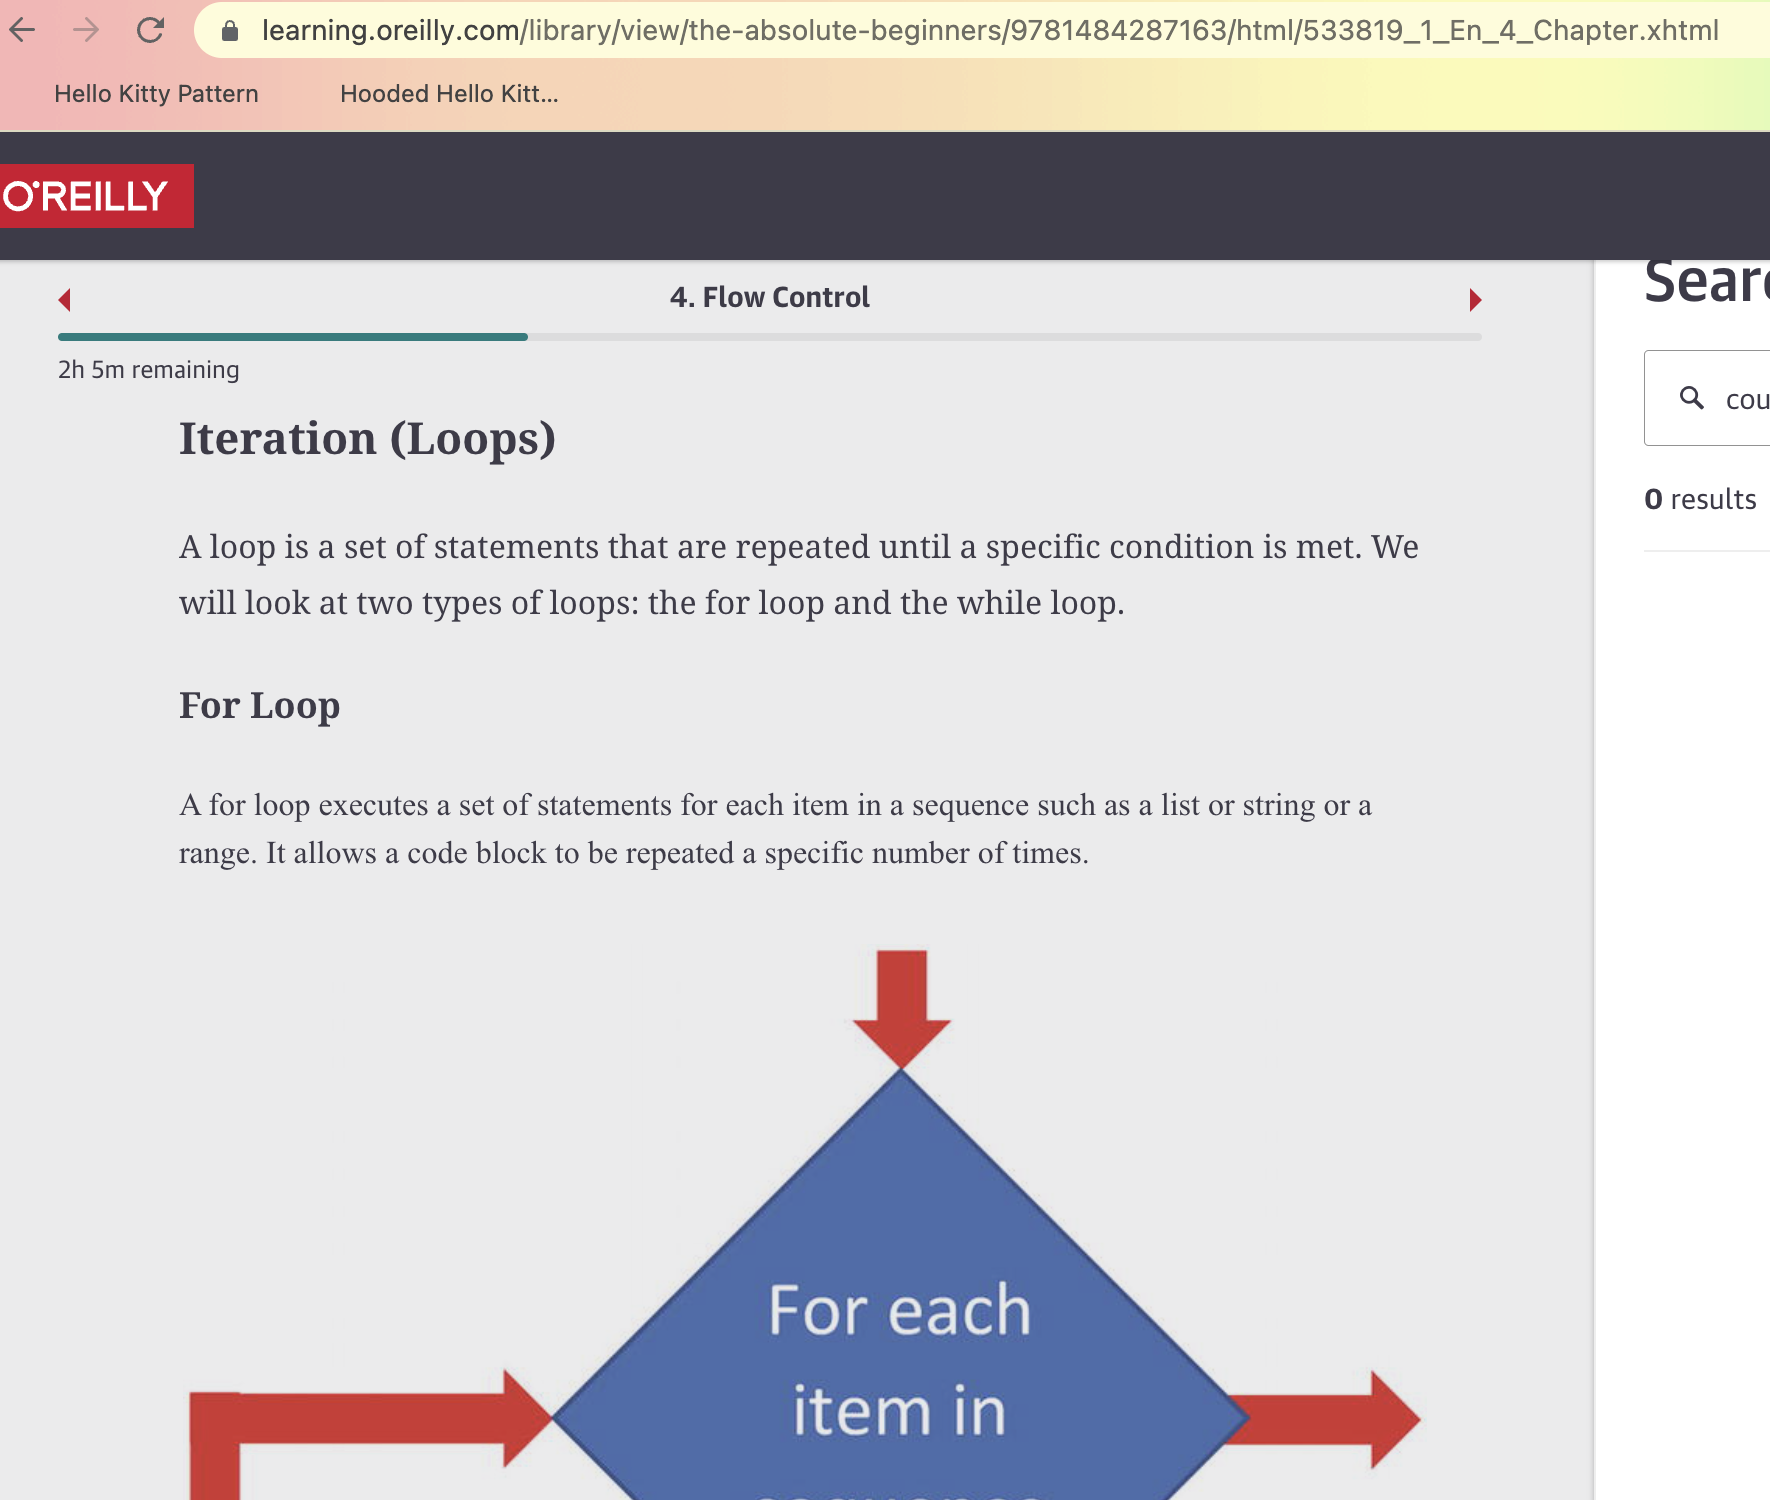 learning.oreilly.com/library/view/the-absolute-beginners/9781484287163/html/533819_1_En_4_Chapter.xhtml
Hello Kitty Pattern Hooded Hello Kitt...
O'REILLY
4. Flow Control
2h 5m remaining
Iteration (Loops)
A loop is a set of statements that are repeated until a specific condition is met. We
will look at two types of loops: the for loop and the while loop.
For Loop
A for loop executes a set of statements for each item in a sequence such as a list or string or a
range. It allows a code block to be repeated a specific number of times.
For each
item in
Sear
cou
0 results